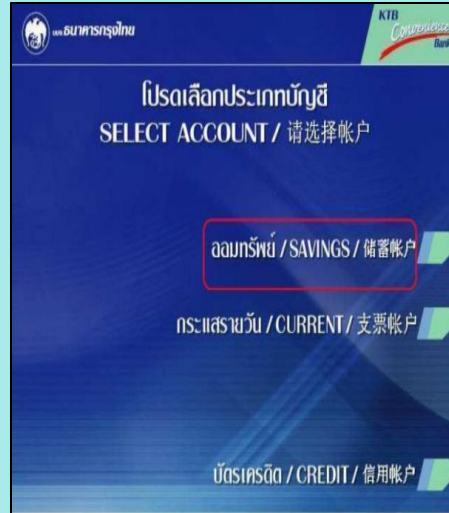 บมจ.ธนาคารกรุงไทย
KTB
Convenience
Bank
โปรดเลือกประเภทบัญชี
SELECT ACCOUNT / 请选择帐户
ออมทรัพย์ / SAVINGS / 储蓄帐户
กระแสรายวัน / CURRENT / 支票帐户
บัตรเครดิต / CREDIT / 信用帐户